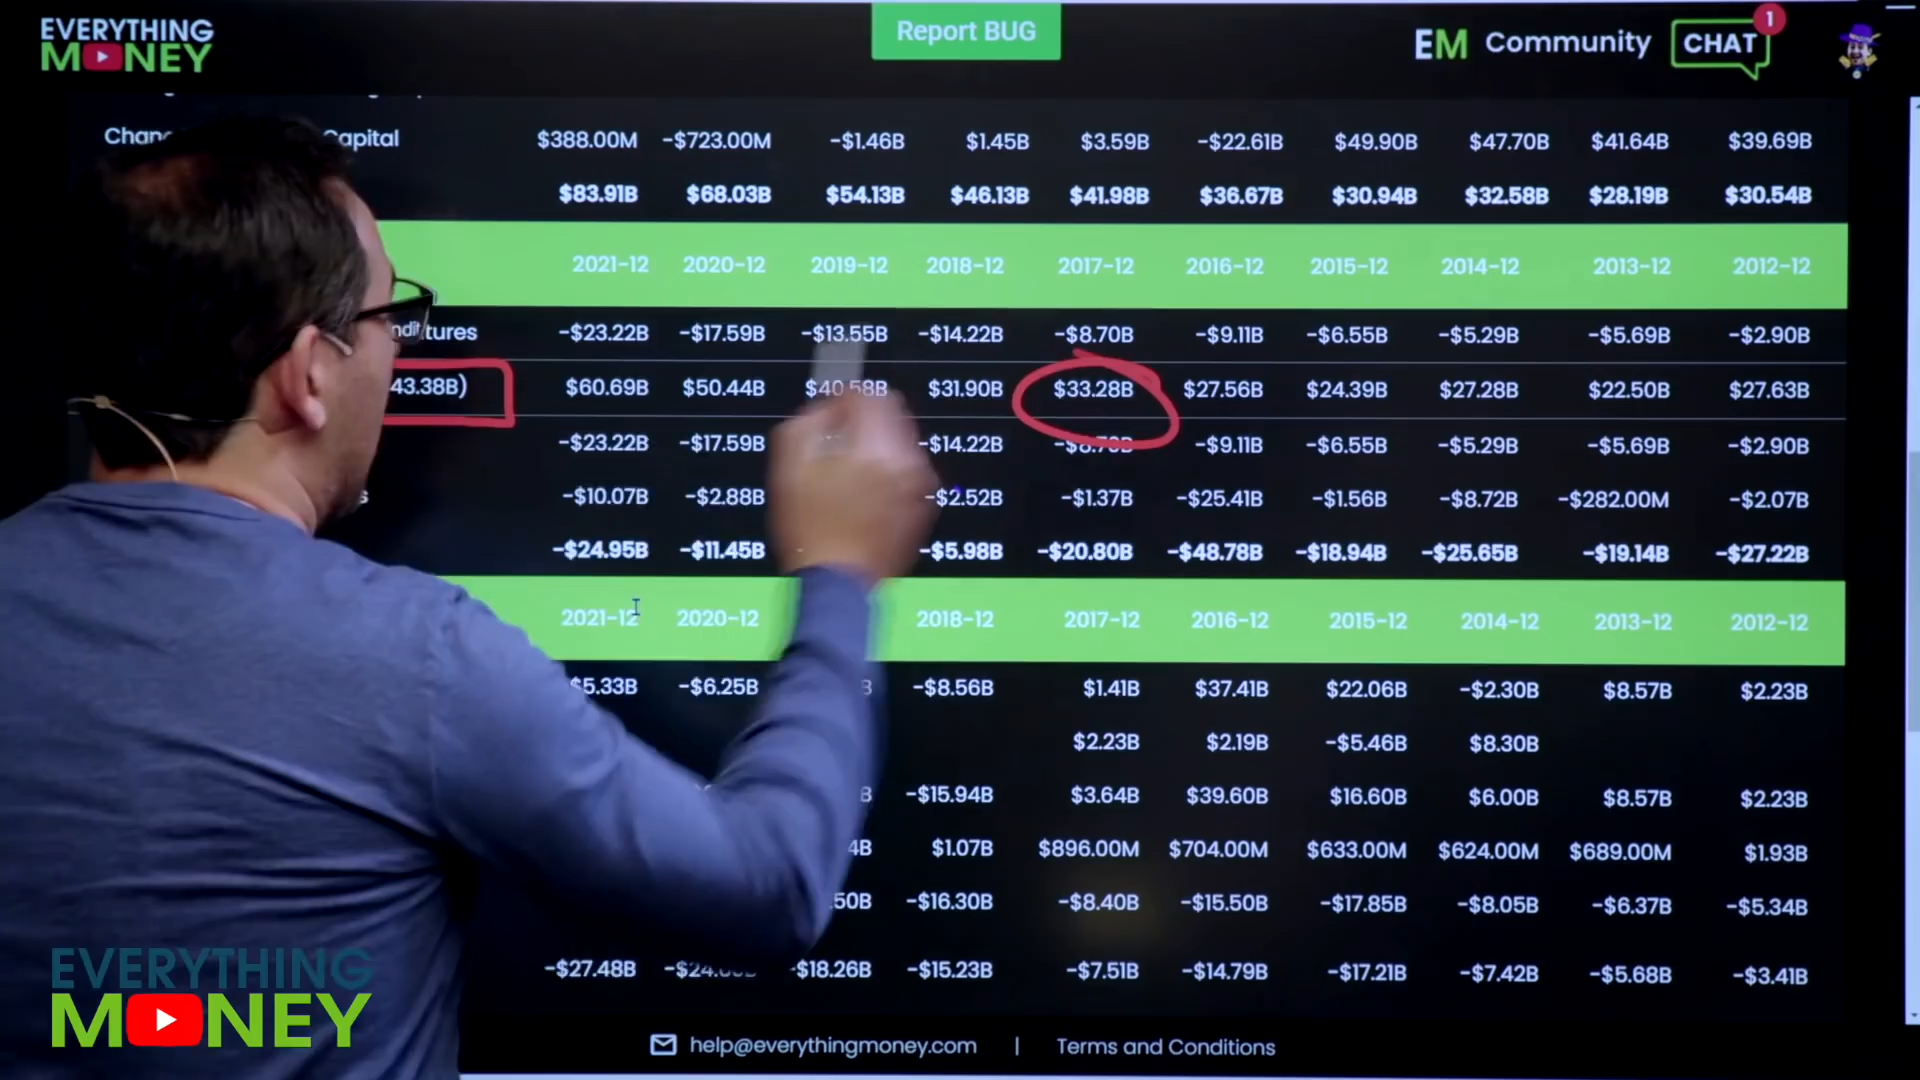 EVERYTHING
MONEY
Report BUG
EM Community CHAT 1
Capital $388.00M -$723.00M -$1.46B $1.45B $3.59B -$22.61B $49.90B $47.70B $41.64B $39.69B
$83.91B $68.03B $54.13B $46.13B $41.98B $36.67B $30.94B $32.58B $28.19B $30.54B
2021-12 2020-12 2019-12 2018-12 2017-12 2016-12 2015-12 2014-12 2013-12 2012-12
-$23.22B -$17.59B -$13.55B -$14.22B -$8.70B -$9.11B -$6.55B -$5.29B -$5.69B -$2.90B
43.38B) $60.69B $50.44B $40.58B $31.90B $33.28B $27.56B $24.39B $27.28B $22.50B $27.63B
-$23.22B -$17.59B -$14.22B -$8.70B -$9.11B -$6.55B -$5.29B -$5.69B -$2.90B
-$10.07B -$2.88B -$2.52B -$1.37B -$25.41B -$1.56B -$8.72B -$282.00M -$2.07B
-$24.95B -$11.45B -$5.98B -$20.80B -$48.78B -$18.94B -$25.65B -$19.14B -$27.22B
2021-12 2020-12 2018-12 2017-12 2016-12 2015-12 2014-12 2013-12 2012-12
$5.33B -$6.25B -$8.56B $1.41B $37.41B $22.06B -$2.30B $8.57B $2.23B
$2.23B $2.19B -$5.46B $8.30B
-$15.94B $3.64B $39.60B $16.60B $6.00B $8.57B $2.23B
$1.07B $896.00M $704.00M $633.00M $624.00M $689.00M $1.93B
.50B -$16.30B -$8.40B -$15.50B -$17.85B -$8.05B -$6.37B -$5.34B
-$27.48B -$18.26B -$15.23B -$7.51B -$14.79B -$17.21B -$7.42B -$5.68B -$3.41B
EVERYTHING
MONEY
help@everythingmoney.com | Terms and Conditions